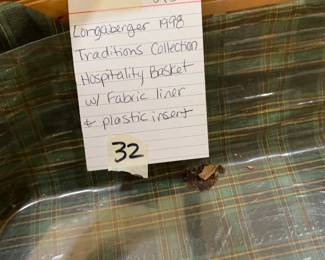 Longaberger 1998
Traditions Collection
Hospitality Basket
w/ Fabric liner
& plastic insert
32